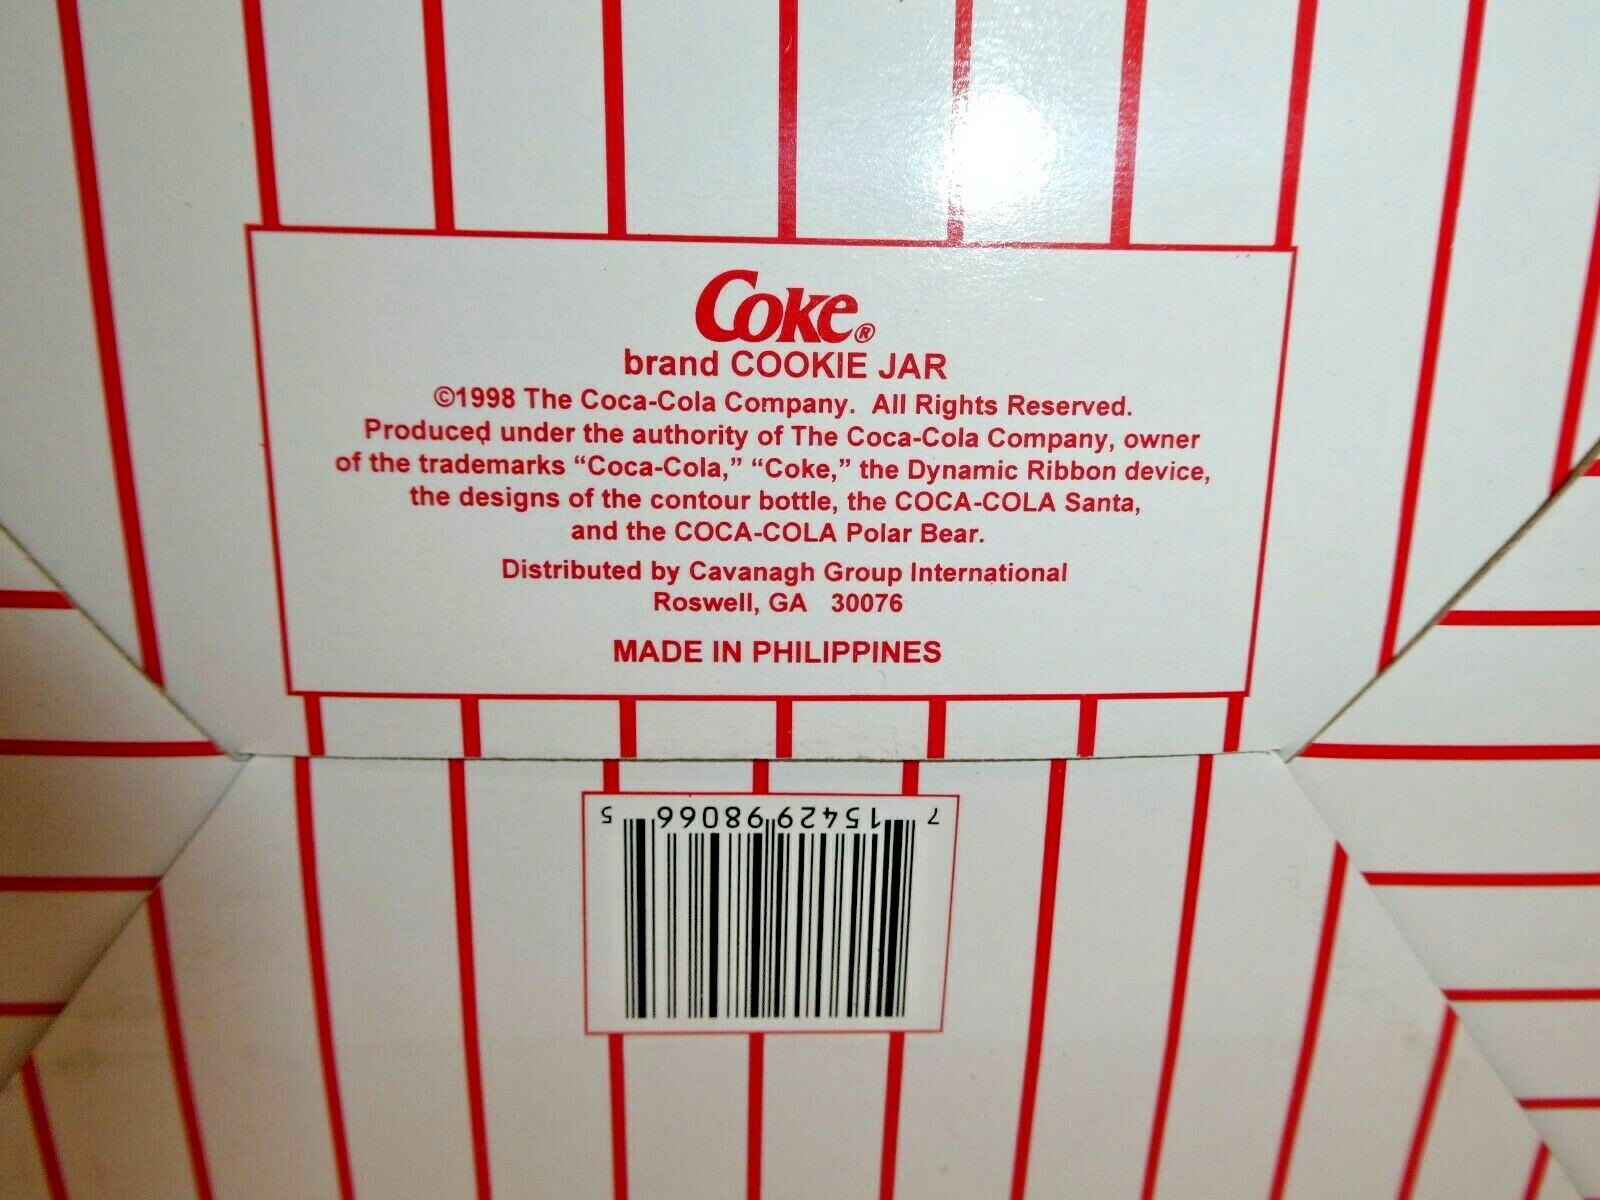 Coke®
brand COOKIE JAR
©1998 The Coca-Cola Company. All Rights Reserved.
Produced under the authority of The Coca-Cola Company, owner
of the trademarks “Coca-Cola,” “Coke,” the Dynamic Ribbon device,
the designs of the contour bottle, the COCA-COLA Santa,
and the COCA-COLA Polar Bear.
Distributed by Cavanagh Group International
Roswell, GA 30076
MADE IN PHILIPPINES
7 15429 98066 5